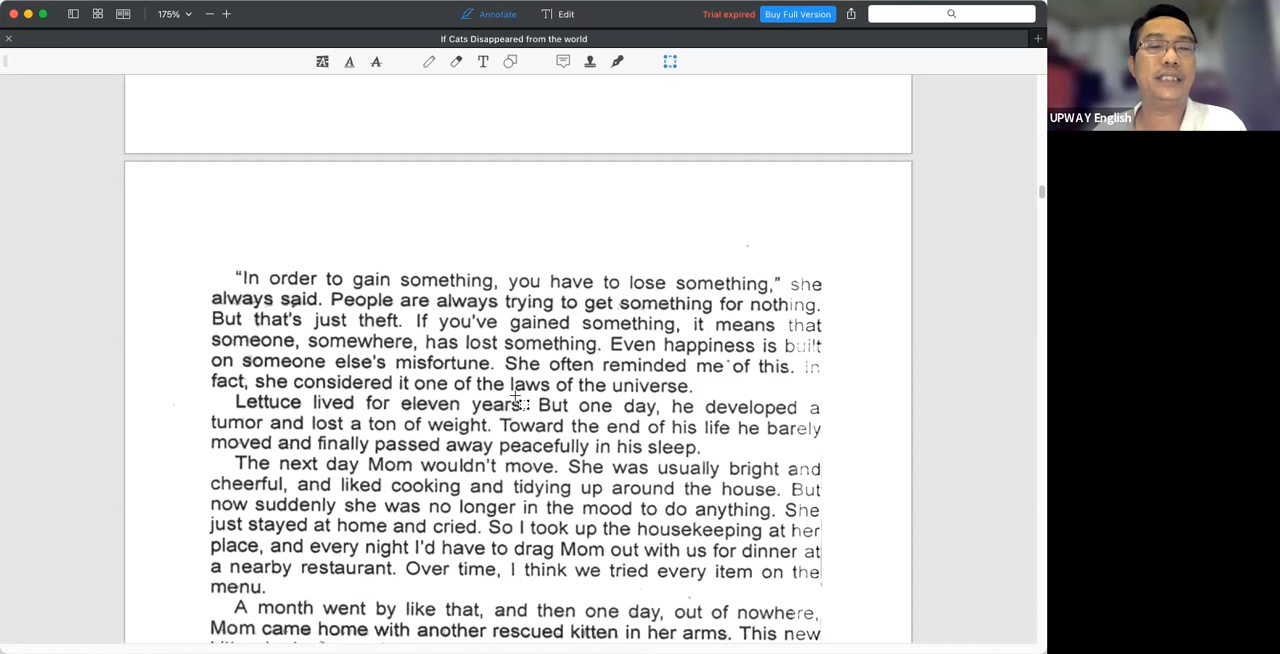 175%
Annotate
Edit
Trial expired
Buy Full Version
If Cats Disappeared from the world
UPWAY English
“In order to gain something, you have to lose something,” she
always said. People are always trying to get something for nothing.
But that's just theft. If you've gained something, it means that
someone, somewhere, has lost something. Even happiness is built
on someone else's misfortune. She often reminded me of this. In
fact, she considered it one of the laws of the universe.
Lettuce lived for eleven years. But one day, he developed a
tumor and lost a ton of weight. Toward the end of his life he barely
moved and finally passed away peacefully in his sleep.
The next day Mom wouldn't move. She was usually bright and
cheerful, and liked cooking and tidying up around the house. But
now suddenly she was no longer in the mood to do anything. She
just stayed at home and cried. So I took up the housekeeping at her
place, and every night I'd have to drag Mom out with us for dinner at
a nearby restaurant. Over time, I think we tried every item on the
menu.
A month went by like that, and then one day, out of nowhere,
Mom came home with another rescued kitten in her arms. This new